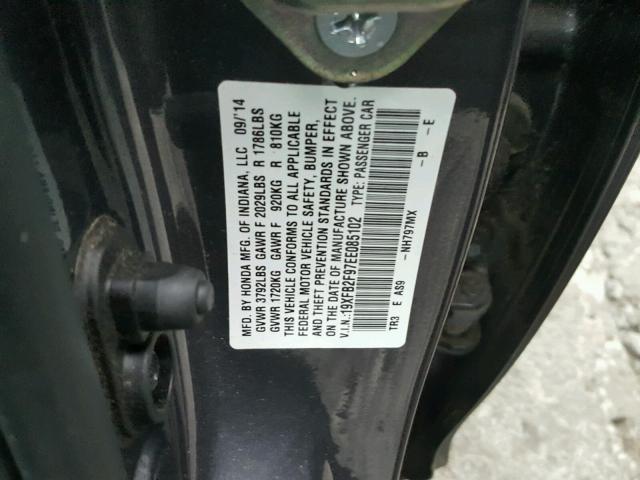 MFD. BY HONDA MFG. OF INDIANA, LLC 09/'14
GVWR 3792LBS GAWR F 2029LBS R 1786LBS
GVWR 1720KG GAWR F 920KG R 810KG
THIS VEHICLE CONFORMS TO ALL APPLICABLE
FEDERAL MOTOR VEHICLE SAFETY, BUMPER,
AND THEFT PREVENTION STANDARDS IN EFFECT
ON THE DATE OF MANUFACTURE SHOWN ABOVE.
V.I.N.:19XFB2F97EE085102 TYPE: PASSENGER CAR
NH797MX - B - E
TR3 E AS9